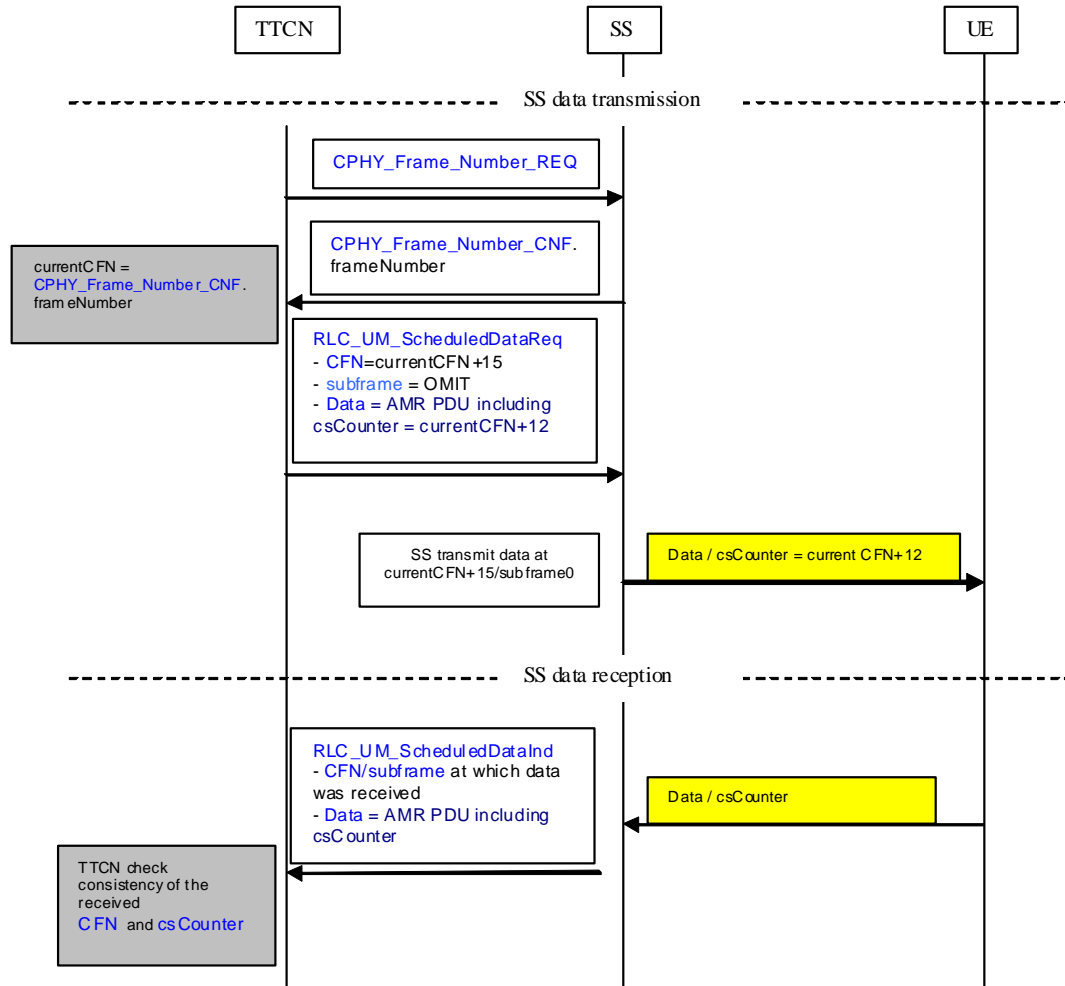 TTCN
SS
UE
SS data transmission
CPHY_Frame_Number_REQ
CPHY_Frame_Number_CNF.
frameNumber
currentCFN =
CPHY_Frame_Number_CNF.
frameNumber
RLC_UM_ScheduledDataReq
- CFN=currentCFN+15
- subframe = OMIT
- Data = AMR PDU including
csCounter = currentCFN+12
SS transmit data at
currentCFN+15/subframe0
Data / csCounter = current CFN+12
SS data reception
RLC_UM_ScheduledDataInd
- CFN/subframe at which data
was received
- Data = AMR PDU including
csCounter
Data / csCounter
TTCN check
consistency of the
received
CFN and csCounter